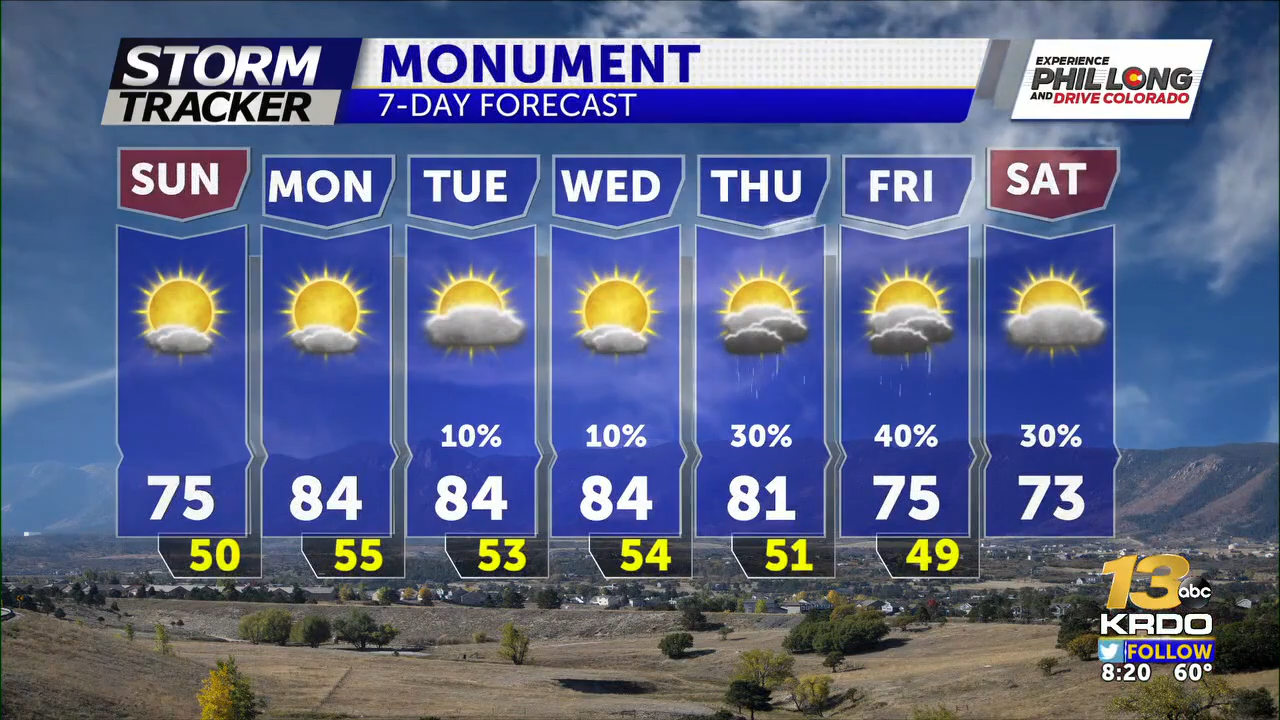 STORM
TRACKER
MONUMENT
7-DAY FORECAST
EXPERIENCE
PHIL LONG
AND DRIVE COLORADO
SUN MON TUE WED THU FRI SAT
10% 10% 30% 40% 30%
75 84 84 84 81 75 73
50 55 53 54 51 49
13 abc
KRDO
FOLLOW
8:20 60°